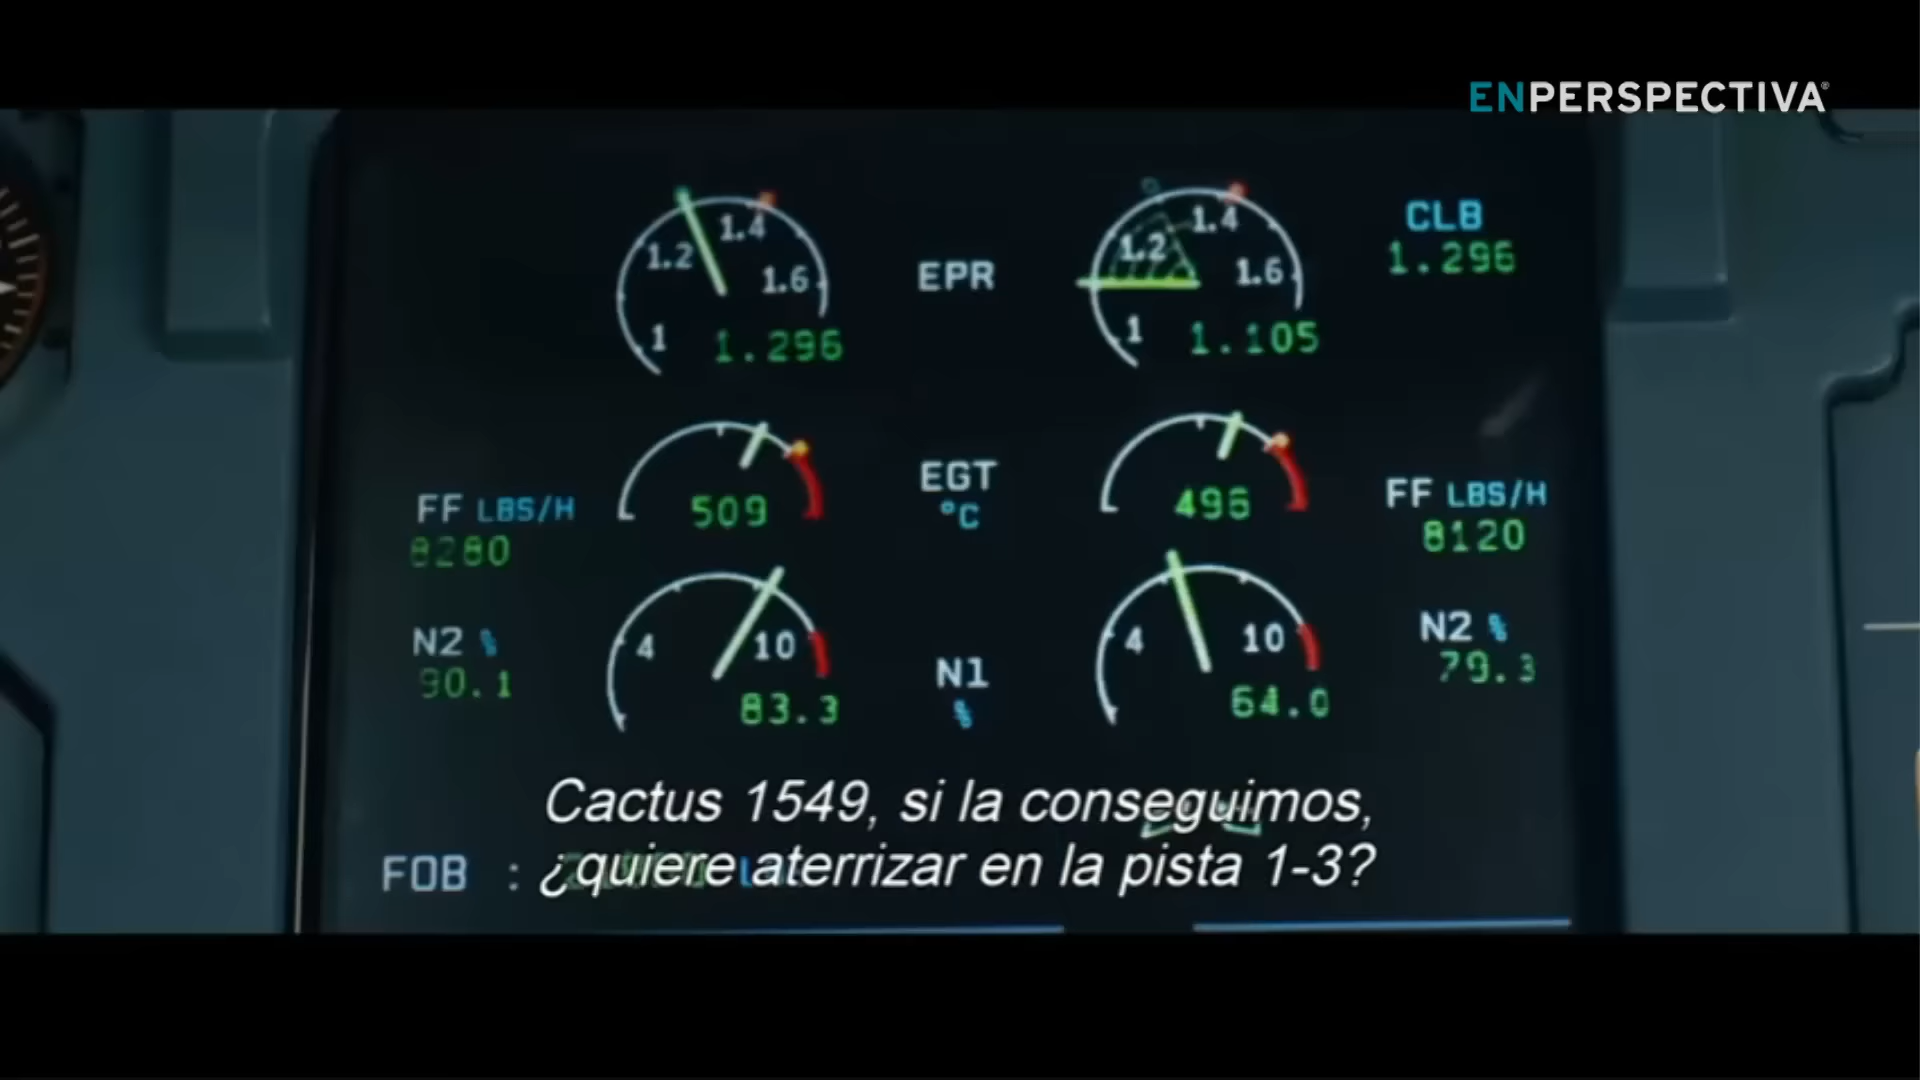 ENPERSPECTIVA
1.2 1.4 1.6 1 1.296
EPR
1.2 1.4 1.6 1 1.105
CLB
1.296
509
EGT
°C
496
FF LBS/H
8280
FF LBS/H
8120
N2 %
90.1
4 10 83.3
N1
%
4 10 64.0
N2 %
79.3
Cactus 1549, si la conseguimos,
¿quiere aterrizar en la pista 1-3?
FOB :